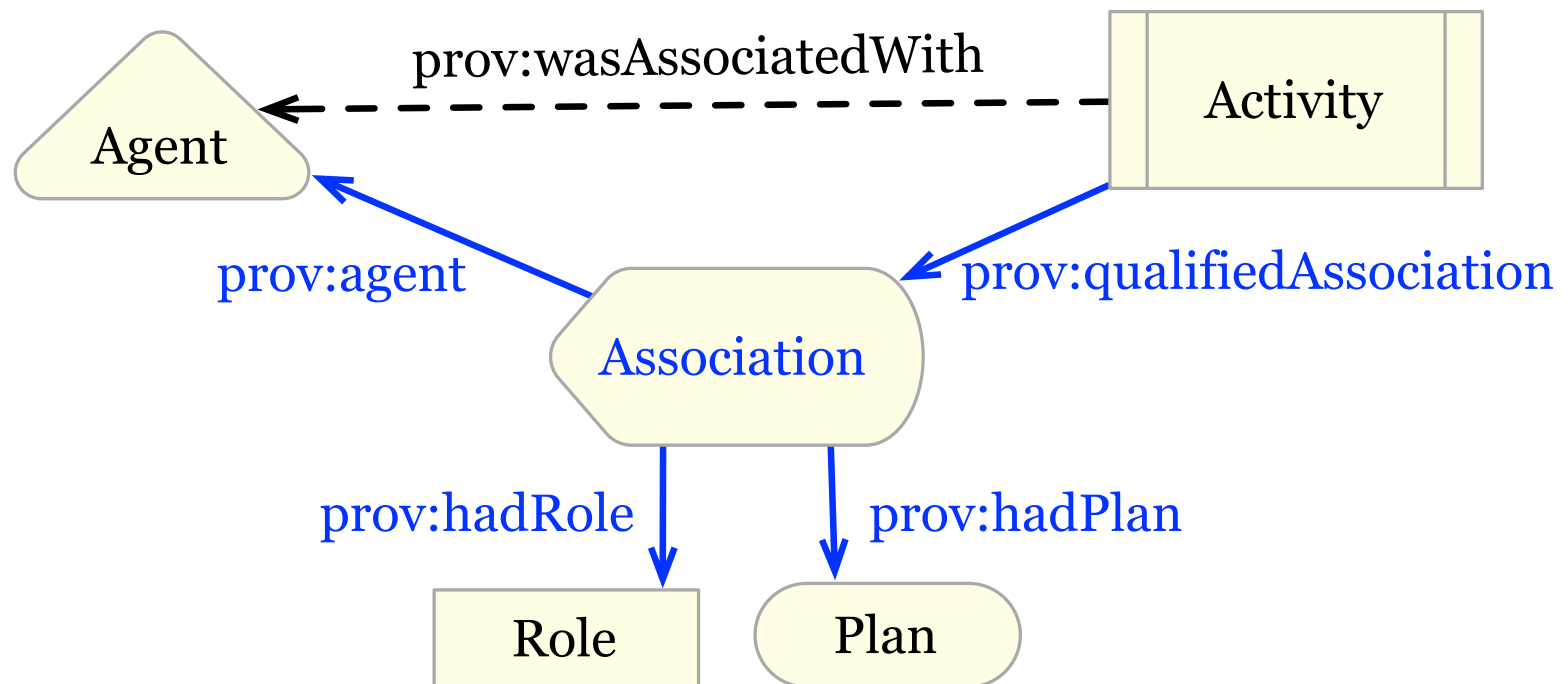 prov:wasAssociatedWith
Activity
Agent
prov:agent
prov:qualifiedAssociation
Association
prov:hadRole
prov:hadPlan
Role
Plan